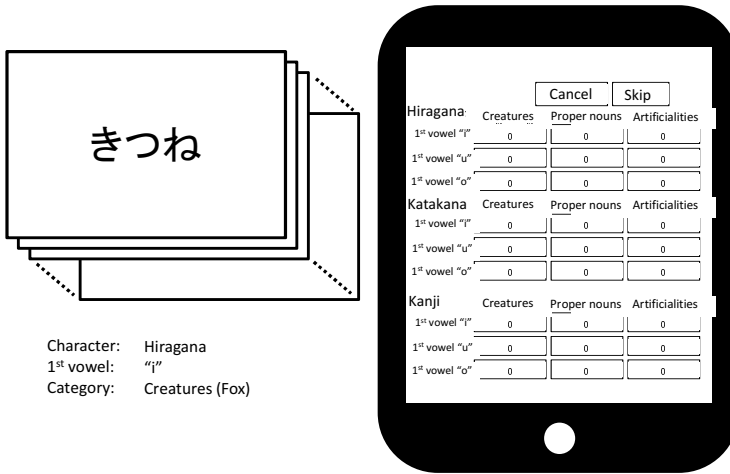 きつね
Character: Hiragana
1st vowel: “i”
Category: Creatures (Fox)
Cancel Skip
Hiragana Creatures Proper nouns Artificialities
1st vowel “i” 0 0 0
1st vowel “u” 0 0 0
1st vowel “o” 0 0 0
Katakana Creatures Proper nouns Artificialities
1st vowel “i” 0 0 0
1st vowel “u” 0 0 0
1st vowel “o” 0 0 0
Kanji Creatures Proper nouns Artificialities
1st vowel “i” 0 0 0
1st vowel “u” 0 0 0
1st vowel “o” 0 0 0